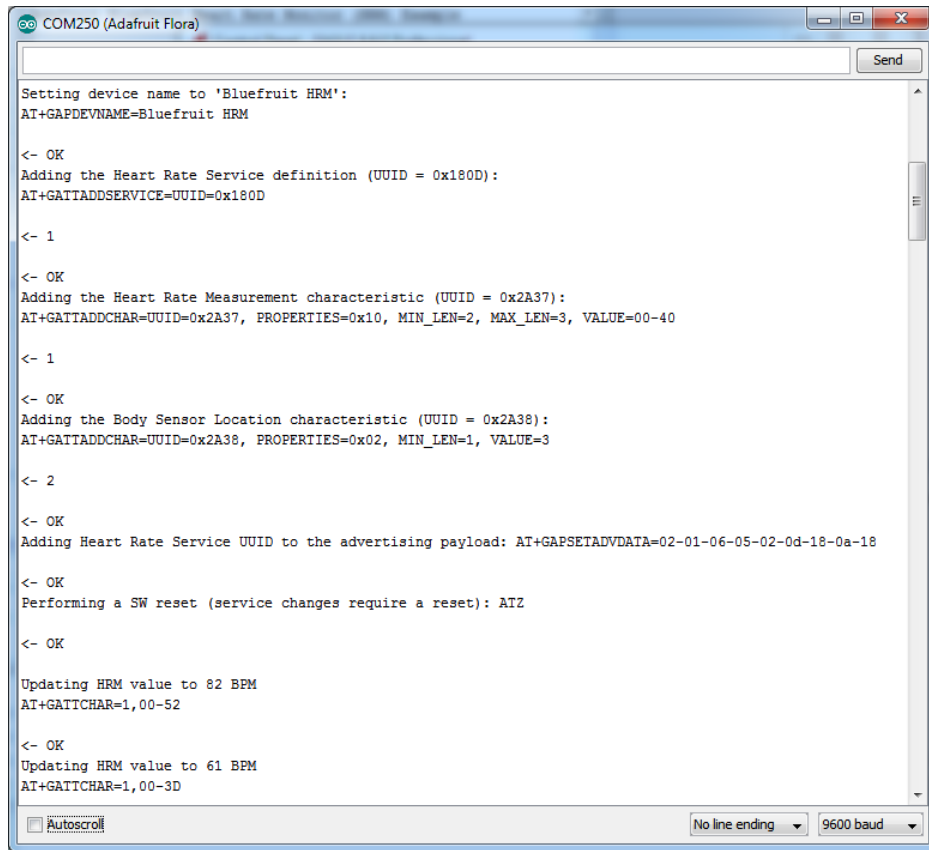 COM250 (Adafruit Flora)
Send
Setting device name to 'Bluefruit HRM':
AT+GAPDEVNAME=Bluefruit HRM
<- OK
Adding the Heart Rate Service definition (UUID = 0x180D):
AT+GATTADDSERVICE=UUID=0x180D
<- 1
<- OK
Adding the Heart Rate Measurement characteristic (UUID = 0x2A37):
AT+GATTADDCHAR=UUID=0x2A37, PROPERTIES=0x10, MIN_LEN=2, MAX_LEN=3, VALUE=00-40
<- 1
<- OK
Adding the Body Sensor Location characteristic (UUID = 0x2A38):
AT+GATTADDCHAR=UUID=0x2A38, PROPERTIES=0x02, MIN_LEN=1, VALUE=3
<- 2
<- OK
Adding Heart Rate Service UUID to the advertising payload: AT+GAPSETADVDATA=02-01-06-05-02-0d-18-0a-18
<- OK
Performing a SW reset (service changes require a reset): ATZ
<- OK
Updating HRM value to 82 BPM
AT+GATTCHAR=1,00-52
<- OK
Updating HRM value to 61 BPM
AT+GATTCHAR=1,00-3D
Autoscroll
No line ending
9600 baud